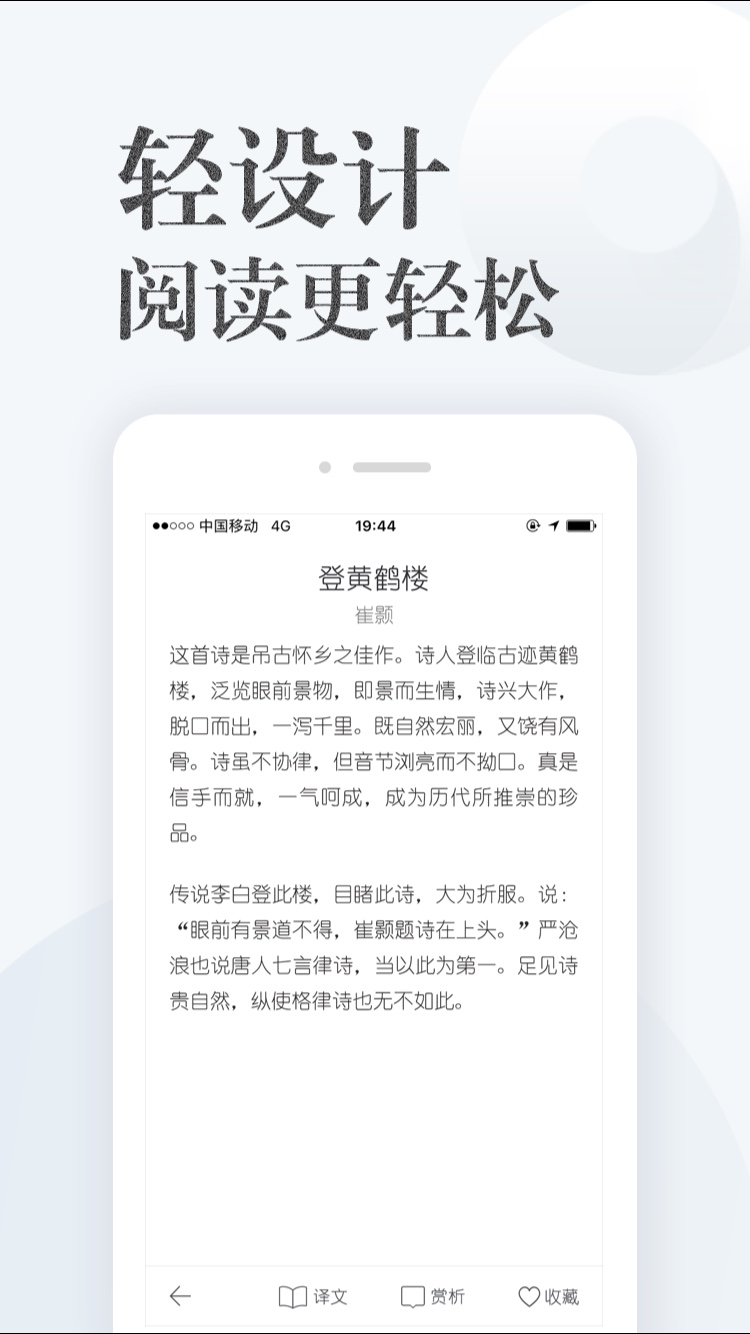 轻设计
阅读更轻松
中国移动 4G 19:44
登黄鹤楼
崔颢
这首诗是吊古怀乡之佳作。诗人登临古迹黄鹤
楼，泛览眼前景物，即景而生情，诗兴大作，
脱口而出，一泻千里。既自然宏丽，又饶有风
骨。诗虽不协律，但音节浏亮而不拗口。真是
信手而就，一气呵成，成为历代所推崇的珍
品。
传说李白登此楼，目睹此诗，大为折服。说：
“眼前有景道不得，崔颢题诗在上头。”严沧
浪也说唐人七言律诗，当以此为第一。足见诗
贵自然，纵使格律诗也无不如此。
译文 赏析 收藏